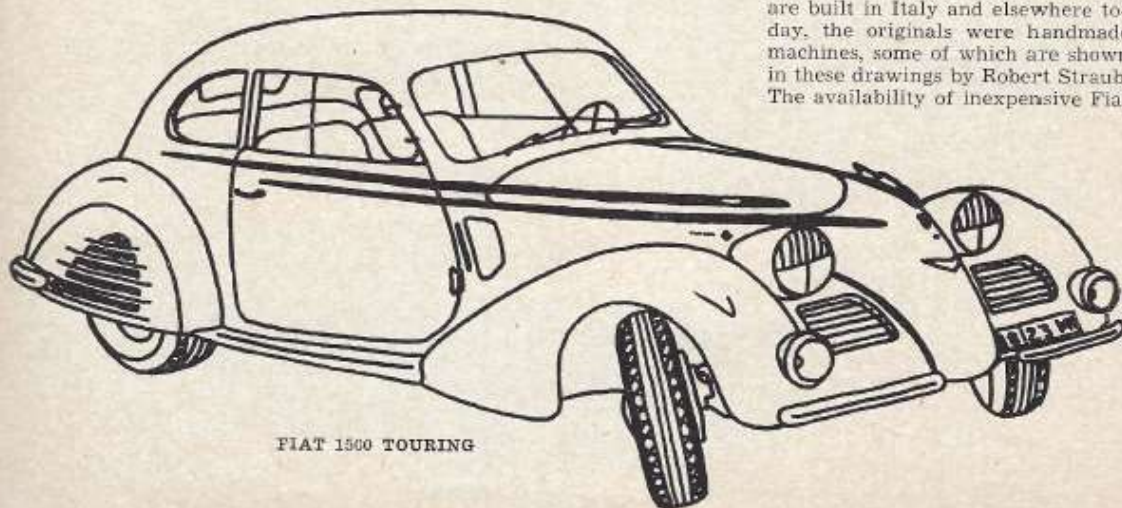 are built in Italy and elsewhere to-
day, the originals were handmade
machines, some of which are shown
in these drawings by Robert Straub
The availability of inexpensive Fia
FIAT 1500 TOURING